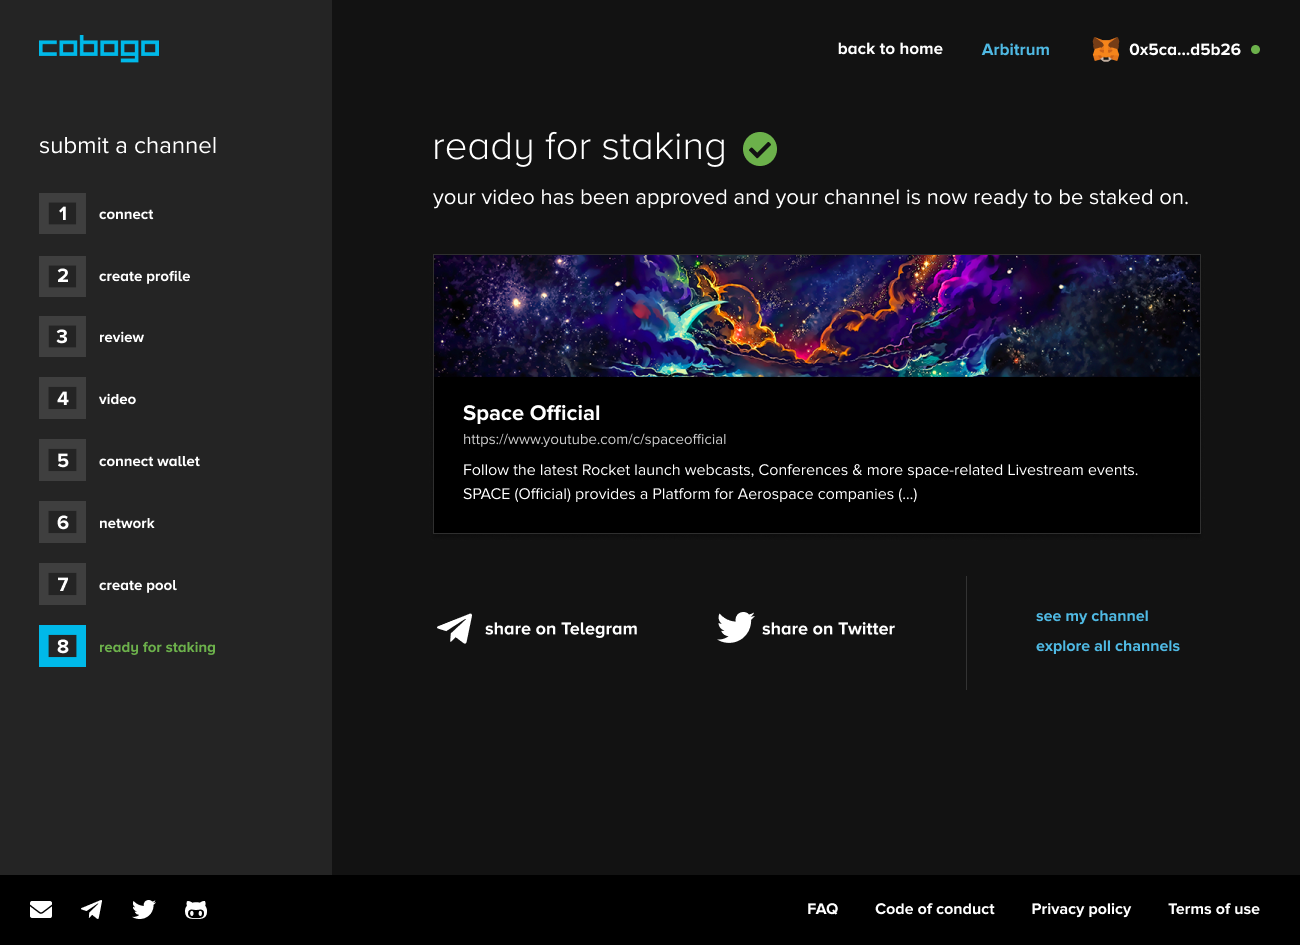 cobogo
back to home
Arbitrum
0x5ca...d5b26
submit a channel
1 connect
2 create profile
3 review
4 video
5 connect wallet
6 network
7 create pool
8 ready for staking
ready for staking
your video has been approved and your channel is now ready to be staked on.
Space Official
https://www.youtube.com/c/spaceofficial
Follow the latest Rocket launch webcasts, Conferences & more space-related Livestream events.
SPACE (Official) provides a Platform for Aerospace companies (...)
share on Telegram
share on Twitter
see my channel
explore all channels
FAQ
Code of conduct
Privacy policy
Terms of use